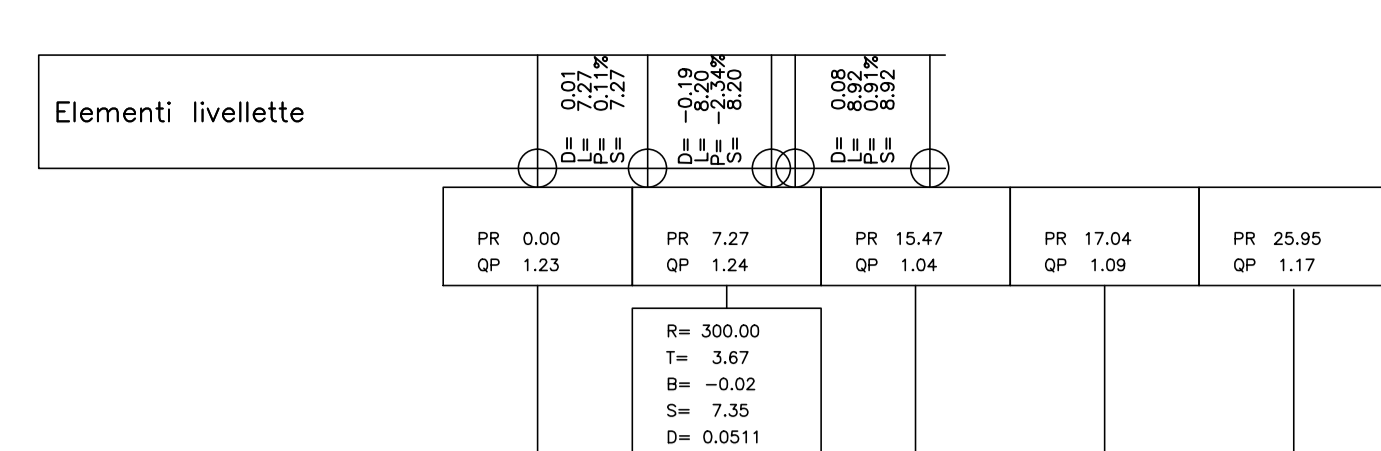 Elementi livellette
D= 0.01
L= 7.27
P= 0.11%
S= 7.27
D= −0.19
L= 8.20
P= −2.34%
S= 8.20
D= 0.08
L= 8.92
P= 0.91%
S= 8.92
PR 0.00
QP 1.23
PR 7.27
QP 1.24
PR 15.47
QP 1.04
PR 17.04
QP 1.09
PR 25.95
QP 1.17
R= 300.00
T= 3.67
B= −0.02
S= 7.35
D= 0.0511